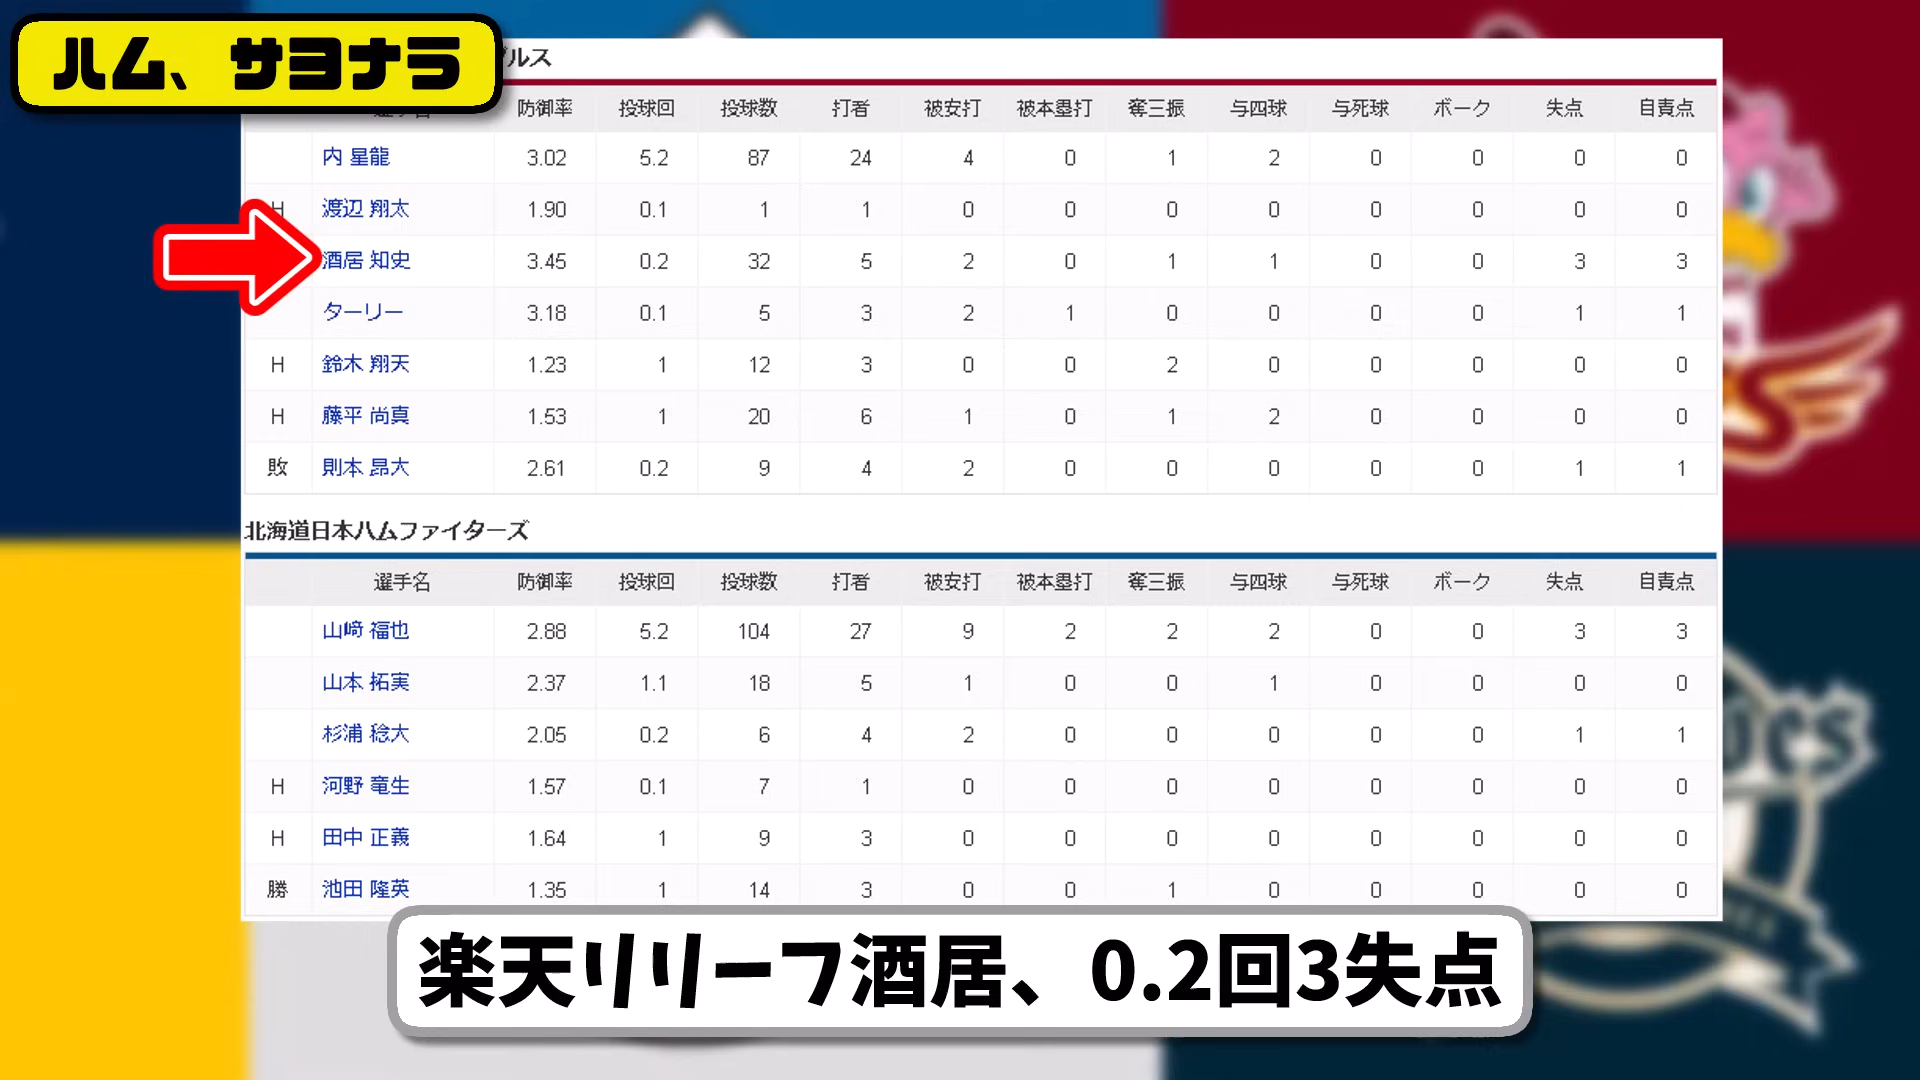 ハム、サヨナラ
グルス
防御率 投球回 投球数 打者 被安打 被本塁打 奪三振 与四球 与死球 ボーク 失点 自責点
内 星龍 3.02 5.2 87 24 4 0 1 2 0 0 0 0
H 渡辺 翔太 1.90 0.1 1 1 0 0 0 0 0 0 0 0
酒居 知史 3.45 0.2 32 5 2 0 1 1 0 0 3 3
ターリー 3.18 0.1 5 3 2 1 0 0 0 0 1 1
H 鈴木 翔天 1.23 1 12 3 0 0 2 0 0 0 0 0
H 藤平 尚真 1.53 1 20 6 1 0 1 2 0 0 0 0
敗 則本 昂大 2.61 0.2 9 4 2 0 0 0 0 0 1 1
北海道日本ハムファイターズ
選手名 防御率 投球回 投球数 打者 被安打 被本塁打 奪三振 与四球 与死球 ボーク 失点 自責点
山﨑 福也 2.88 5.2 104 27 9 2 2 2 0 0 3 3
山本 拓実 2.37 1.1 18 5 1 0 0 1 0 0 0 0
杉浦 稔大 2.05 0.2 6 4 2 0 0 0 0 0 1 1
H 河野 竜生 1.57 0.1 7 1 0 0 0 0 0 0 0 0
H 田中 正義 1.64 1 9 3 0 0 0 0 0 0 0 0
勝 池田 隆英 1.35 1 14 3 0 0 1 0 0 0 0 0
楽天リリーフ酒居、0.2回3失点